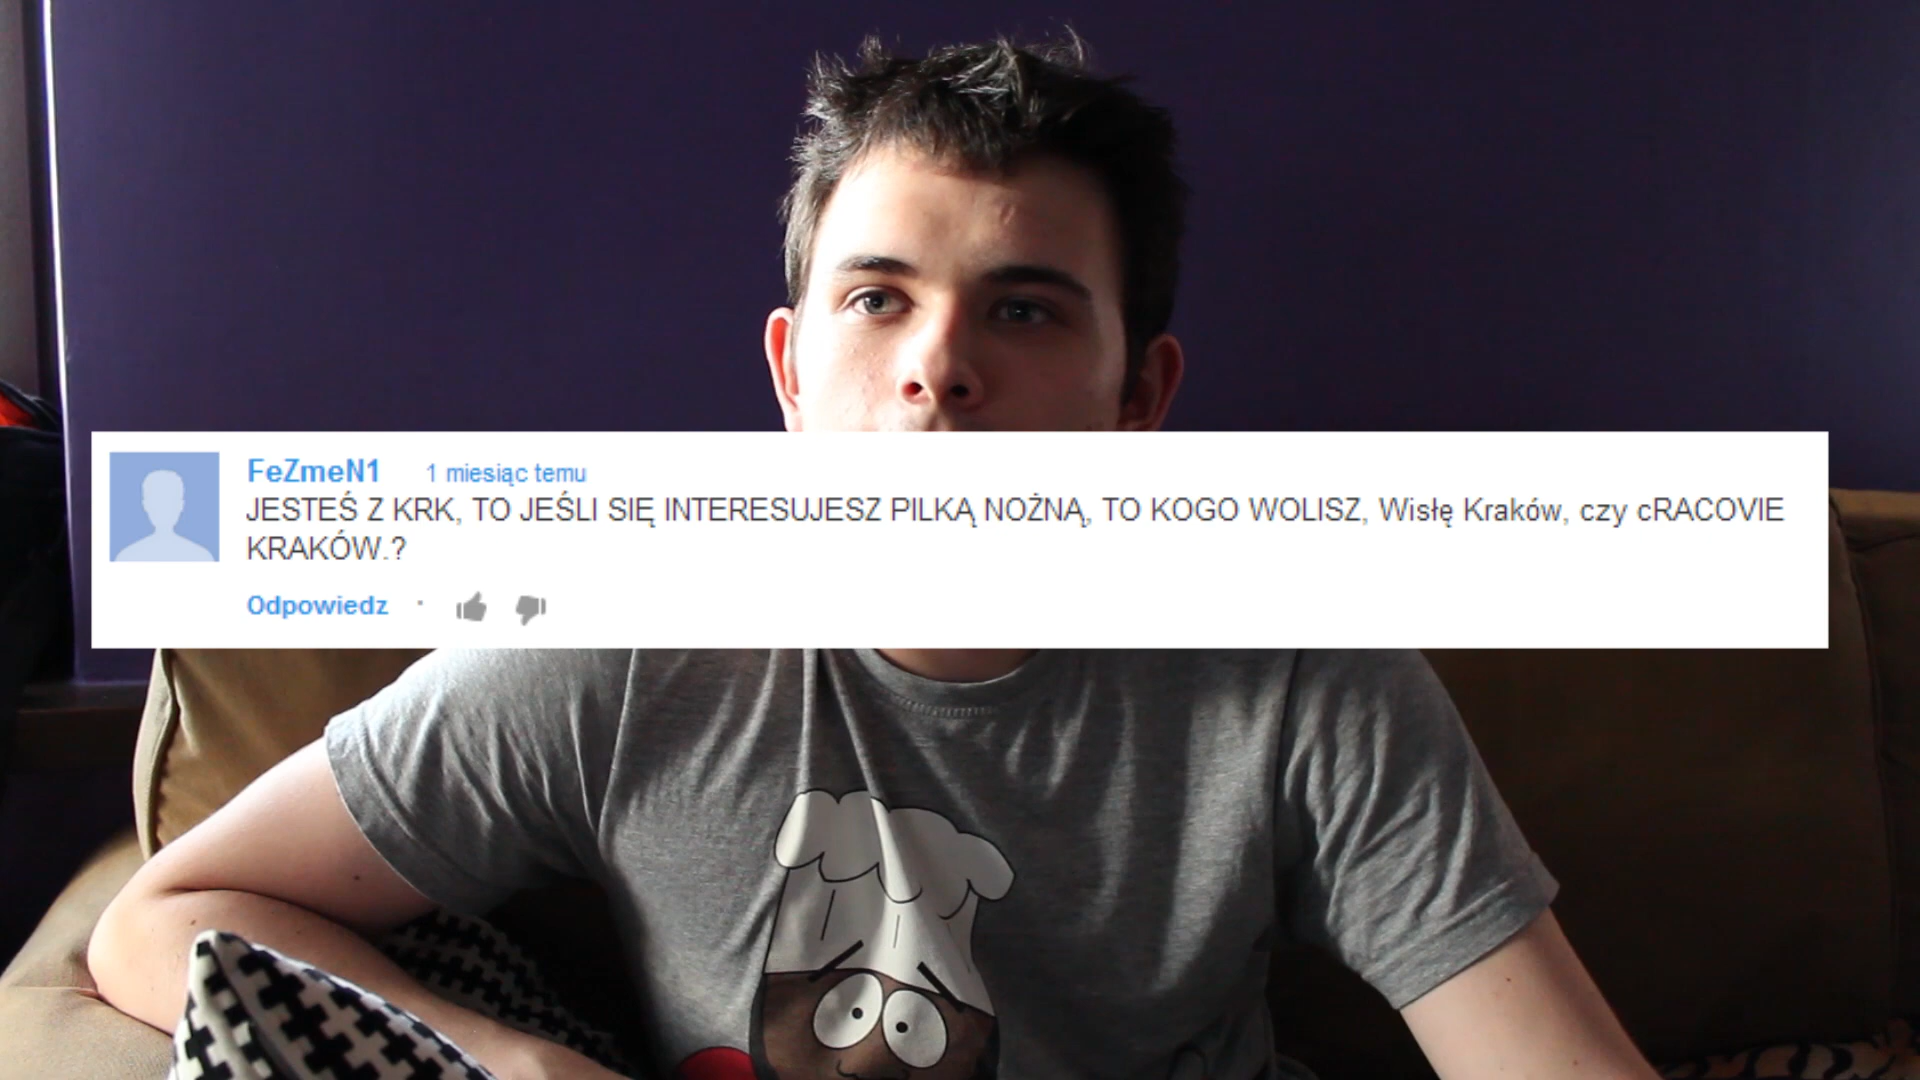 FeZmeN1 1 miesiąc temu
JESTEŚ Z KRK, TO JEŚLI SIĘ INTERESUJESZ PILKĄ NOŻNĄ, TO KOGO WOLISZ, Wisłę Kraków, czy cRACOVIE
KRAKÓW.?
Odpowiedz ·